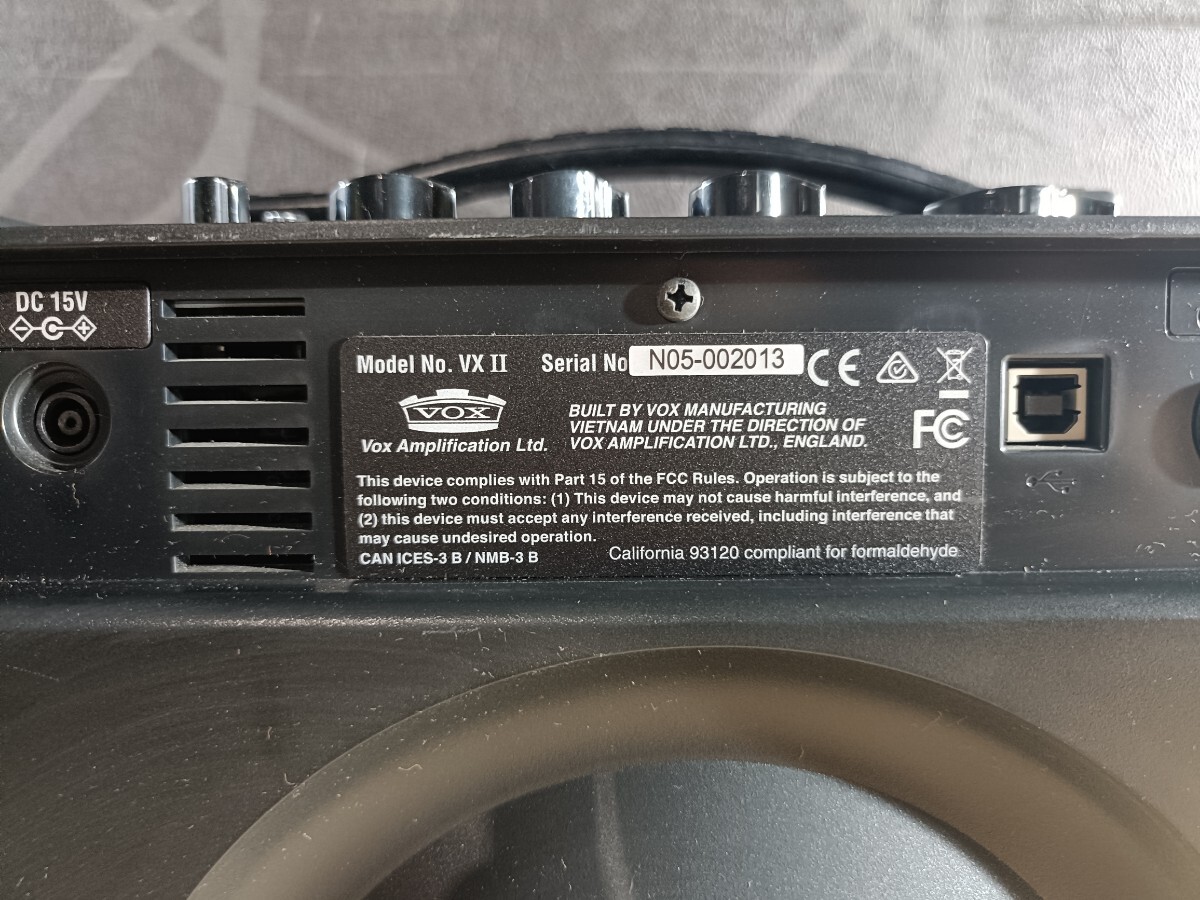 DC 15V
Model No. VX II Serial No N05-002013
VOX
Vox Amplification Ltd.
BUILT BY VOX MANUFACTURING
VIETNAM UNDER THE DIRECTION OF
VOX AMPLIFICATION LTD., ENGLAND.
CE
FC
This device complies with Part 15 of the FCC Rules. Operation is subject to the
following two conditions: (1) This device may not cause harmful interference, and
(2) this device must accept any interference received, including interference that
may cause undesired operation.
CAN ICES-3 B / NMB-3 B California 93120 compliant for formaldehyde